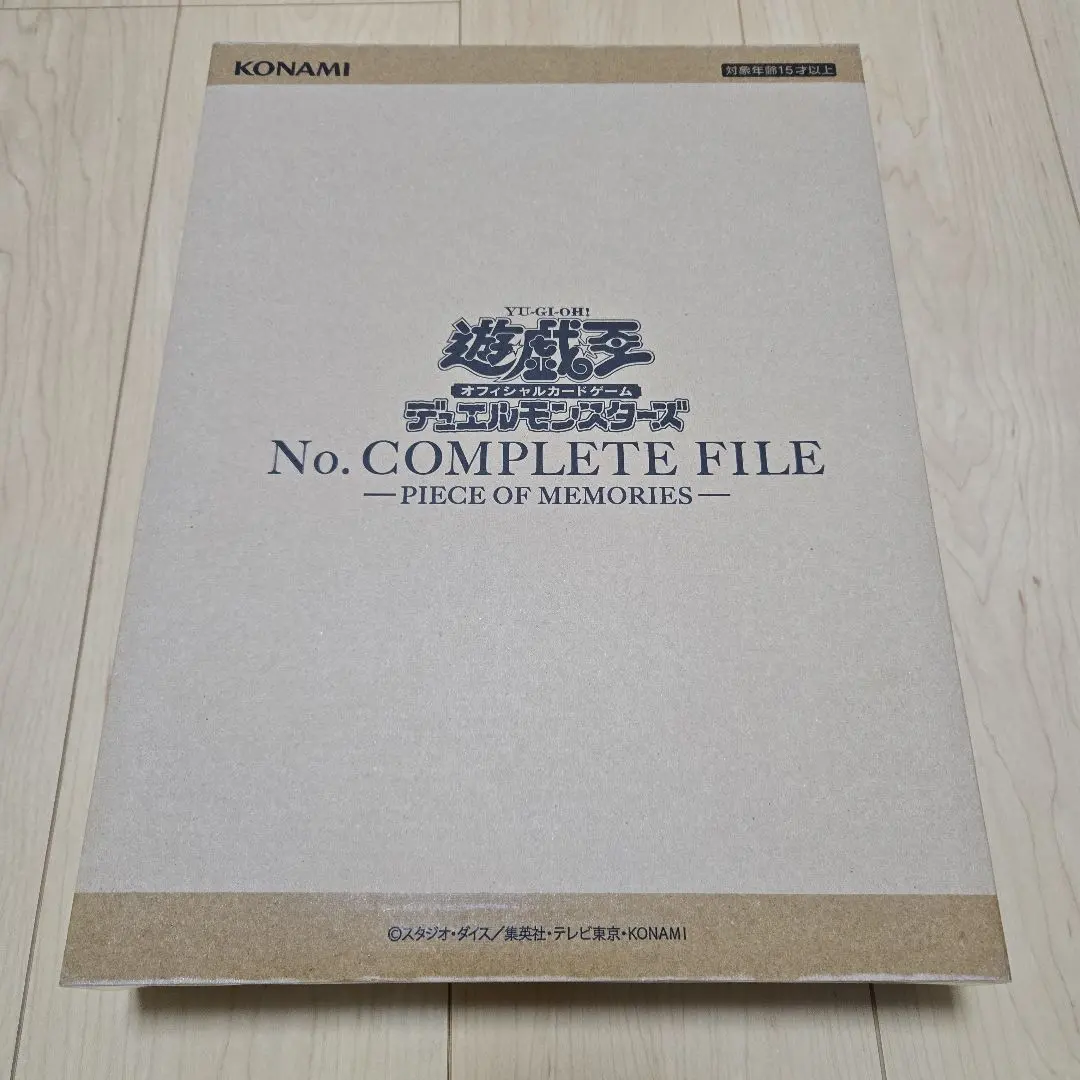 KONAMI
対象年齢15才以上
YU-GI-OH!
遊戯王
オフィシャルカードゲーム
デュエルモンスターズ
No. COMPLETE FILE
—PIECE OF MEMORIES—
©スタジオ・ダイス／集英社・テレビ東京・KONAMI